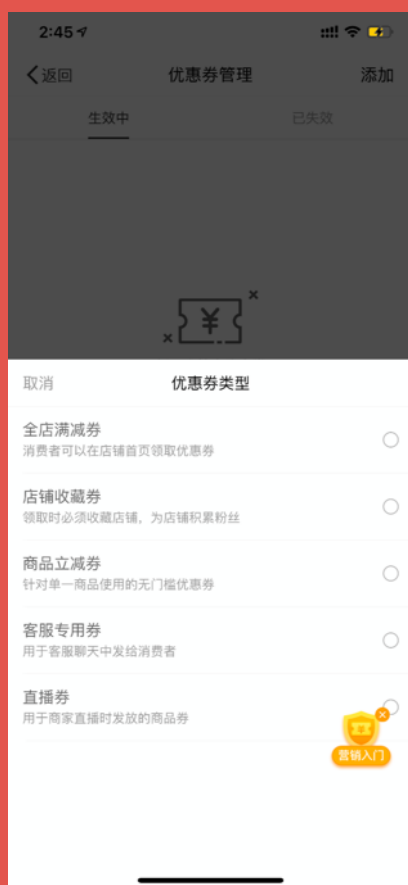 2:45
返回 优惠券管理 添加
生效中 已失效
¥
取消 优惠券类型
全店满减券
消费者可以在店铺首页领取优惠券
店铺收藏券
领取时必须收藏店铺，为店铺积累粉丝
商品立减券
针对单一商品使用的无门槛优惠券
客服专用券
用于客服聊天中发给消费者
直播券
用于商家直播时发放的商品券
¥
营销入门